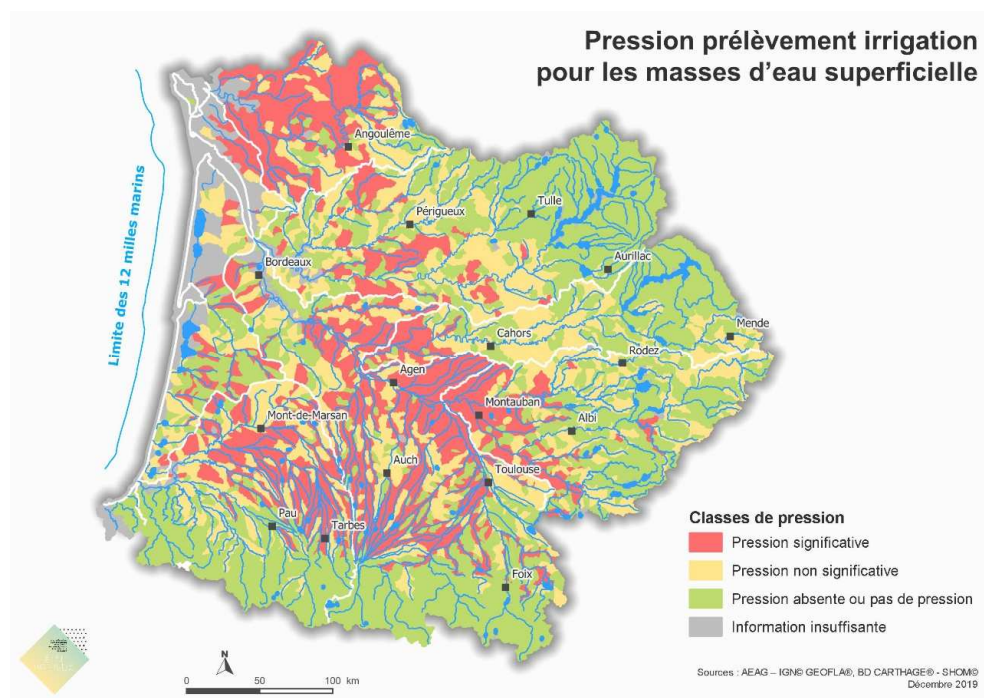 Pression prélèvement irrigation
pour les masses d'eau superficielle
Limite des 12 milles marins
Angoulême
Tulle
Périgueux
Aurillac
Bordeaux
Mende
Cahors
Rodez
Agen
Montauban
Mont-de-Marsan
Albi
Auch
Toulouse
Pau
Tarbes
Foix
Classes de pression
Pression significative
Pression non significative
Pression absente ou pas de pression
Information insuffisante
N
0 50 100 km
Sources : AEAG – IGN© GEOFLA®, BD CARTHAGE® - SHOM©
Décembre 2019